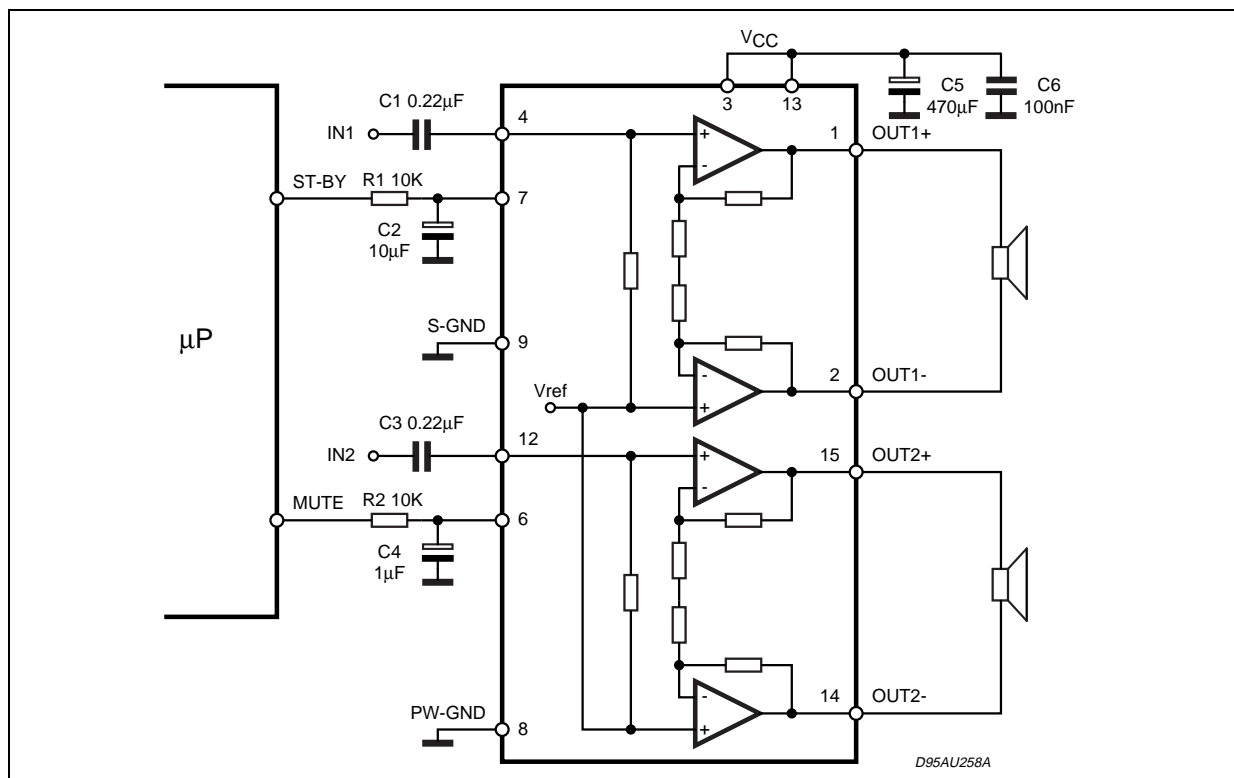 VCC
3
13
C5
470µF
C6
100nF
C1 0.22µF
IN1
4
+
-
1
OUT1+
ST-BY
R1 10K
7
C2
10µF
µP
S-GND
9
-
+
2
OUT1-
Vref
C3 0.22µF
IN2
12
+
-
15
OUT2+
MUTE
R2 10K
6
C4
1µF
-
+
14
OUT2-
PW-GND
8
D95AU258A